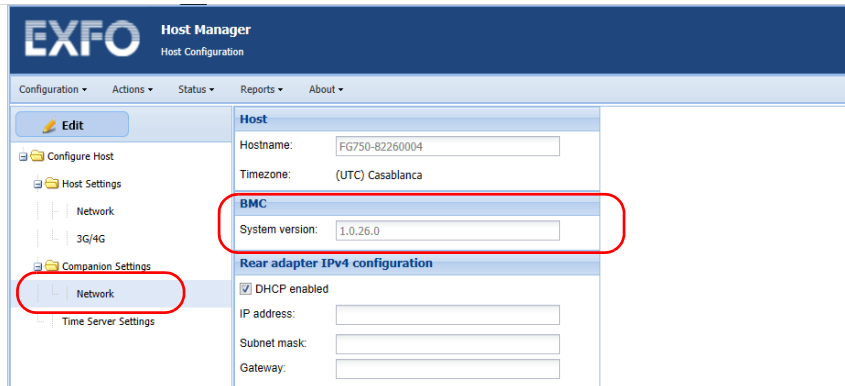 EXFO
Host Manager
Host Configuration
Configuration Actions Status Reports About
Edit
Configure Host
Host Settings
Network
3G/4G
Companion Settings
Network
Time Server Settings
Host
Hostname: FG750-82260004
Timezone: (UTC) Casablanca
BMC
System version: 1.0.26.0
Rear adapter IPv4 configuration
DHCP enabled
IP address:
Subnet mask:
Gateway: